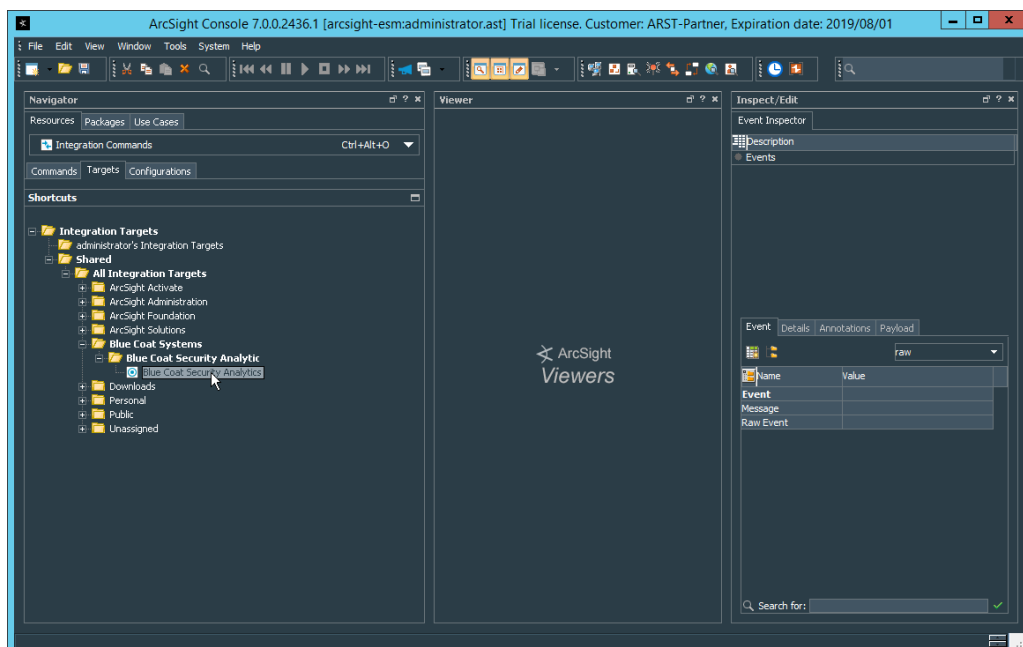 ArcSight Console 7.0.0.2436.1 [arcsight-esm:administrator.ast] Trial license. Customer: ARST-Partner, Expiration date: 2019/08/01
File Edit View Window Tools System Help
Navigator
Resources Packages Use Cases
Integration Commands Ctrl+Alt+O
Commands Targets Configurations
Shortcuts
Integration Targets
administrator's Integration Targets
Shared
All Integration Targets
ArcSight Activate
ArcSight Administration
ArcSight Foundation
ArcSight Solutions
Blue Coat Systems
Blue Coat Security Analytic
Blue Coat Security Analytics
Downloads
Personal
Public
Unassigned
Viewer
ArcSight
Viewers
Inspect/Edit
Event Inspector
Description
Events
Event Details Annotations Payload
raw
Name Value
Event
Message
Raw Event
Search for: